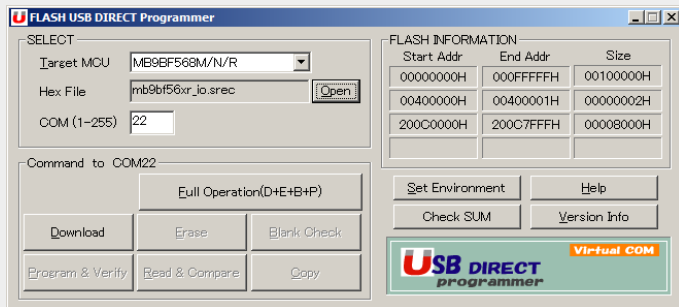 FLASH USB DIRECT Programmer
SELECT
Target MCU
MB9BF568M/N/R
Hex File
mb9bf56xr_io.srec
Open
COM (1-255)
22
Command to COM22
Full Operation(D+E+B+P)
Download
Erase
Blank Check
Program & Verify
Read & Compare
Copy
FLASH INFORMATION
Start Addr End Addr Size
00000000H 000FFFFFH 00100000H
00400000H 00400001H 00000002H
200C0000H 200C7FFFH 00008000H
Set Environment
Help
Check SUM
Version Info
Virtual COM
USB DIRECT
programmer